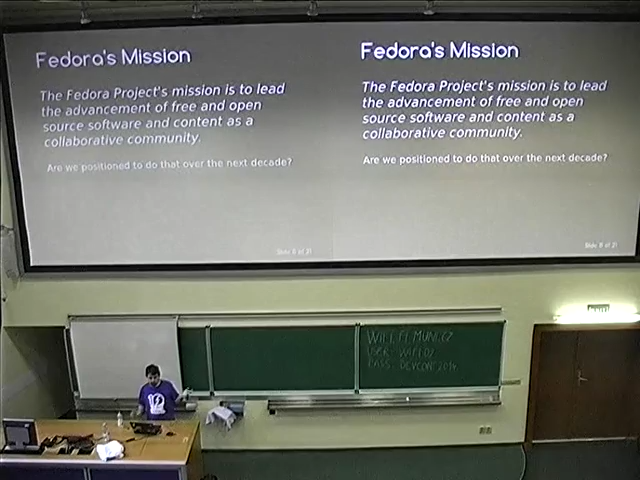 Fedora's Mission
The Fedora Project's mission is to lead
the advancement of free and open
source software and content as a
collaborative community.
Are we positioned to do that over the next decade?
Slide 8 of 31
Fedora's Mission
The Fedora Project's mission is to lead
the advancement of free and open
source software and content as a
collaborative community.
Are we positioned to do that over the next decade?
Slide 8 of 31
WIFI.FI.MUNI.CZ
PASS: DEVCONF2014
EXIT